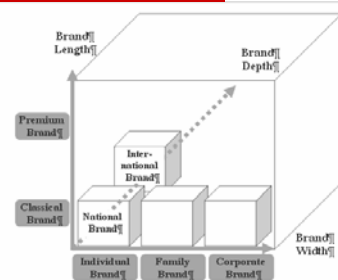 Brand¶
Length¶
Brand¶
Depth¶
Premium
Brand¶
Inter-
national
Brand¶
Classical
Brand¶
National
Brand¶
Brand¶
Width¶
Individual
Brand¶
Family
Brand¶
Corporate
Brand¶